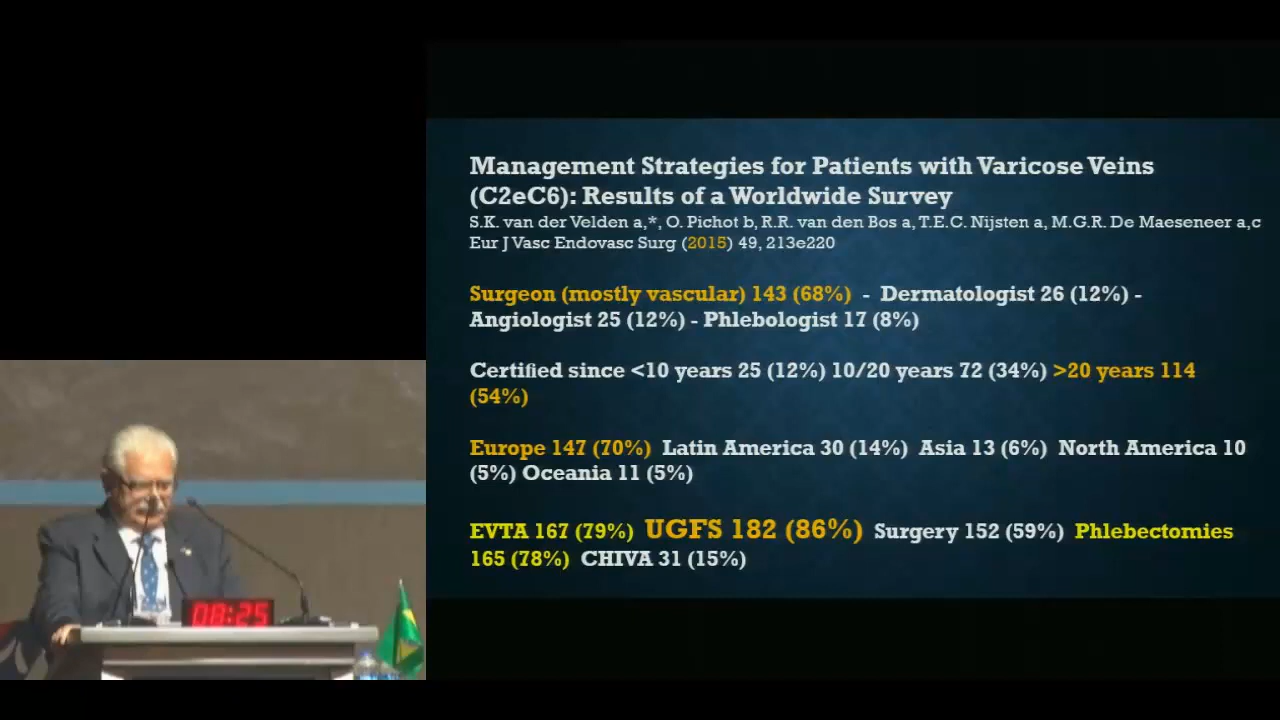 Management Strategies for Patients with Varicose Veins
(C2eC6): Results of a Worldwide Survey
S.K. van der Velden a,*, O. Pichot b, R.R. van den Bos a, T.E.C. Nijsten a, M.G.R. De Maeseneer a,c
Eur J Vasc Endovasc Surg (2015) 49, 213e220
Surgeon (mostly vascular) 143 (68%) - Dermatologist 26 (12%) -
Angiologist 25 (12%) - Phlebologist 17 (8%)
Certified since <10 years 25 (12%) 10/20 years 72 (34%) >20 years 114
(54%)
Europe 147 (70%) Latin America 30 (14%) Asia 13 (6%) North America 10
(5%) Oceania 11 (5%)
EVTA 167 (79%) UGFS 182 (86%) Surgery 152 (59%) Phlebectomies
165 (78%) CHIVA 31 (15%)
08:25